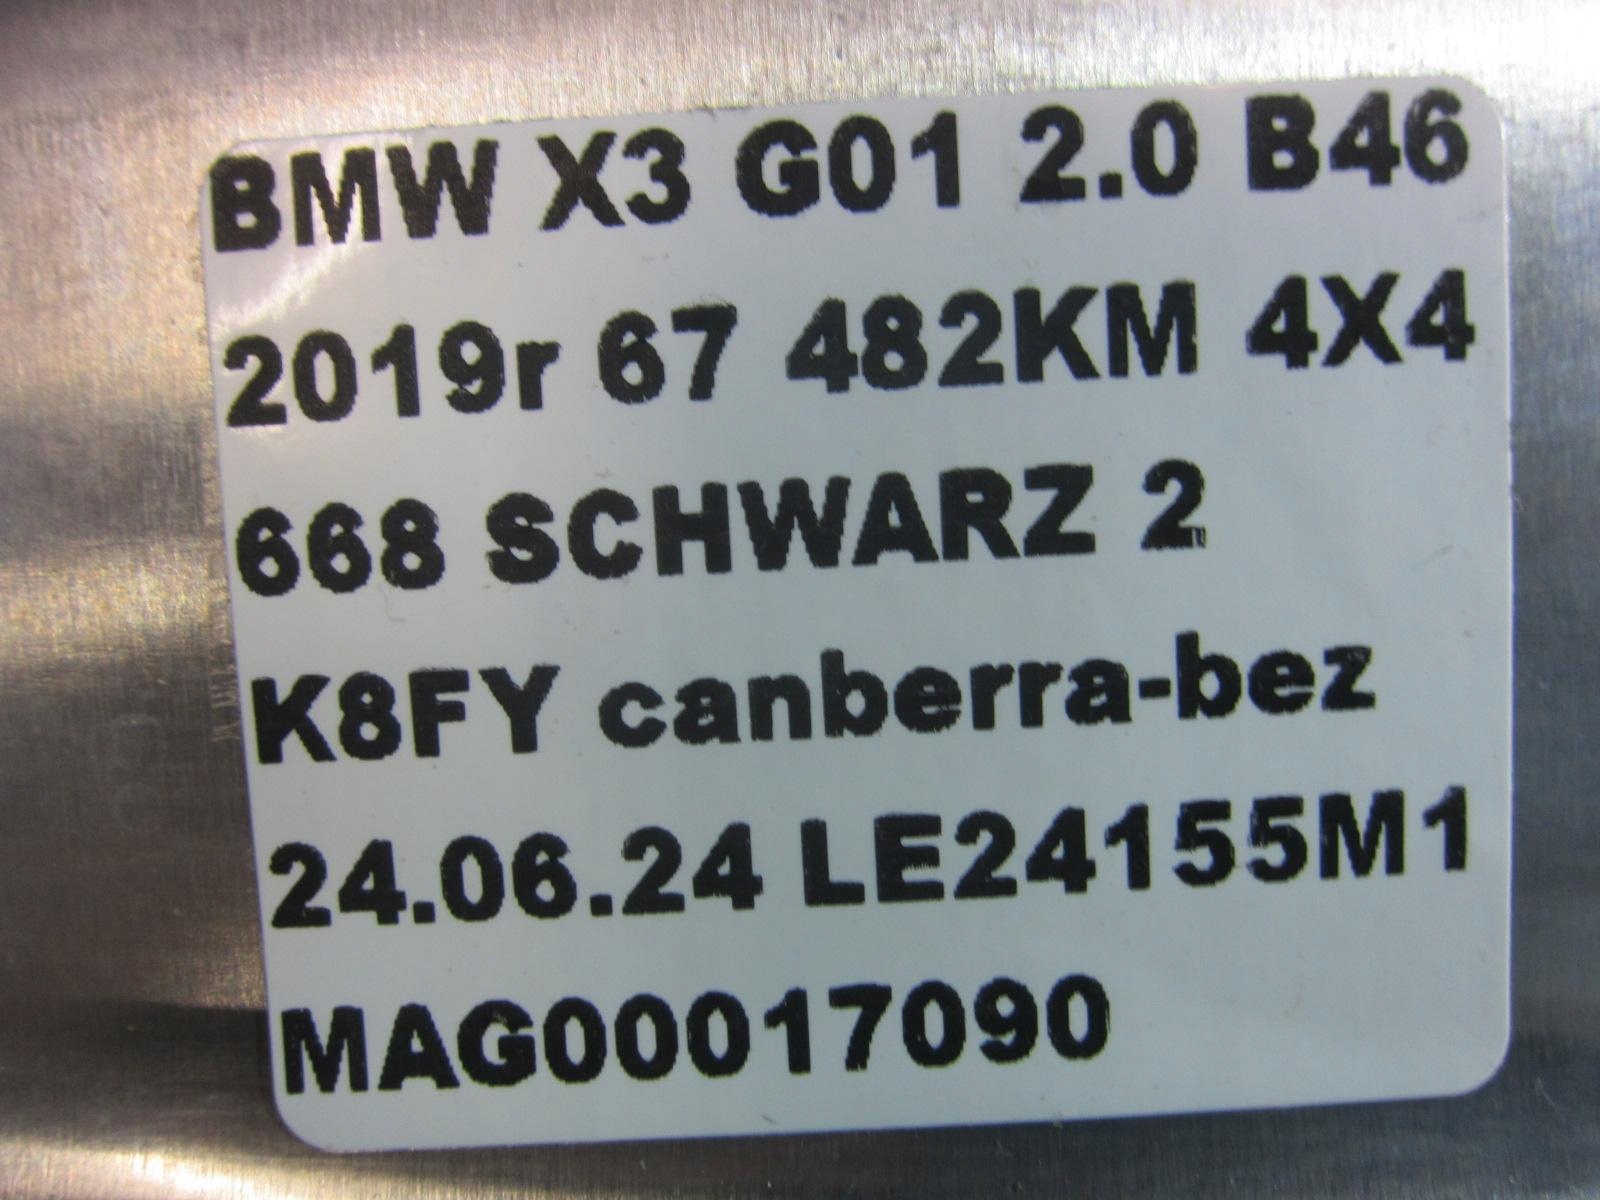 BMW X3 G01 2.0 B46
2019r 67 482KM 4X4
668 SCHWARZ 2
K8FY canberra-bez
24.06.24 LE24155M1
MAG00017090